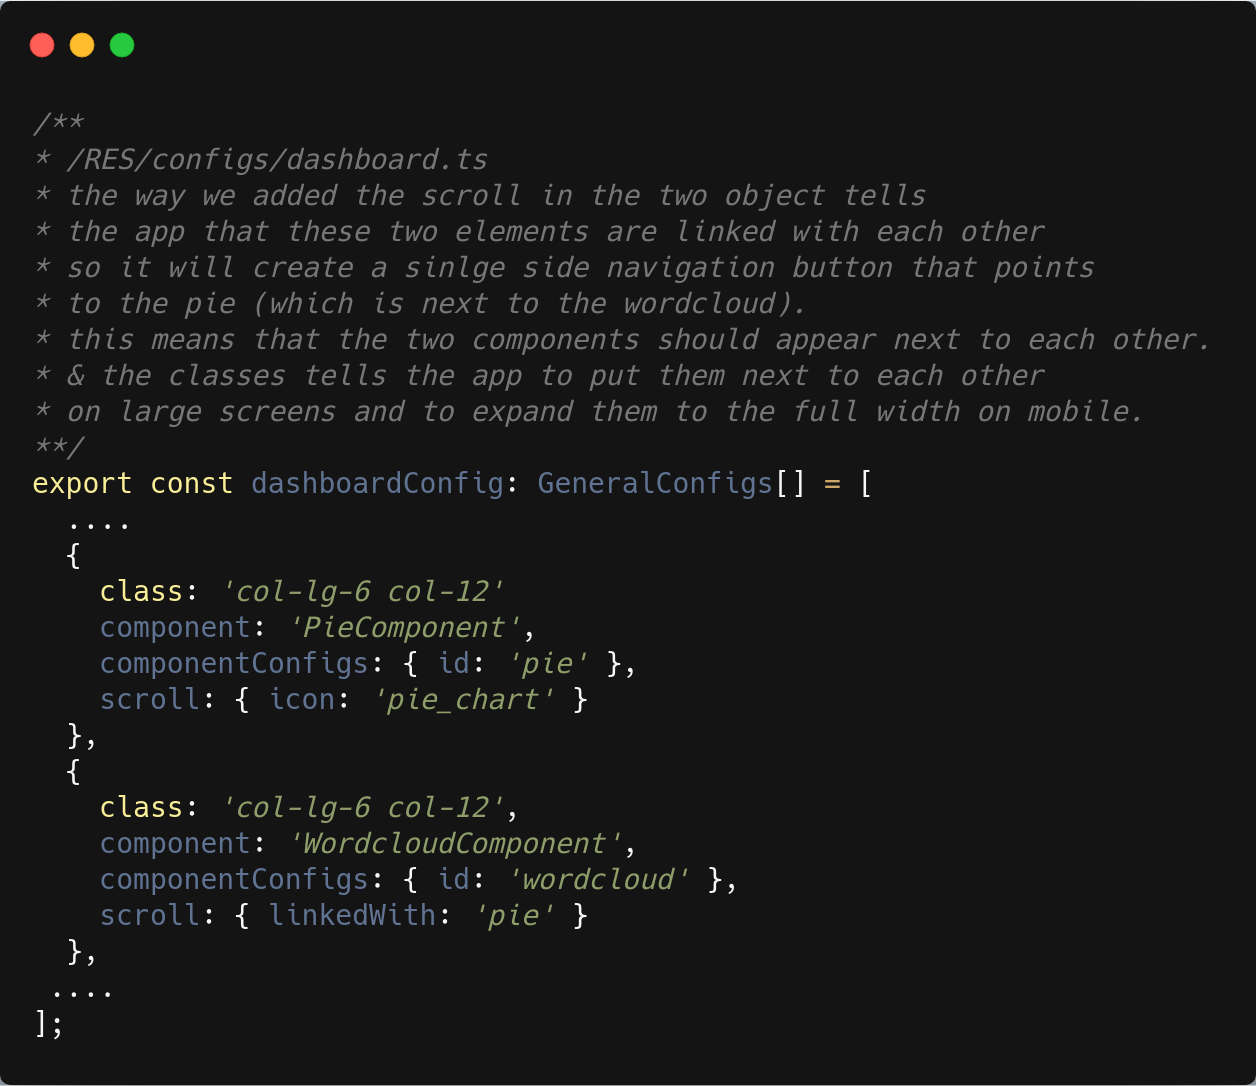 /**
* /RES/configs/dashboard.ts
* the way we added the scroll in the two object tells
* the app that these two elements are linked with each other
* so it will create a sinlge side navigation button that points
* to the pie (which is next to the wordcloud).
* this means that the two components should appear next to each other.
* & the classes tells the app to put them next to each other
* on large screens and to expand them to the full width on mobile.
**/
export const dashboardConfig: GeneralConfigs[] = [
  ....
  {
    class: 'col-lg-6 col-12'
    component: 'PieComponent',
    componentConfigs: { id: 'pie' },
    scroll: { icon: 'pie_chart' }
  },
  {
    class: 'col-lg-6 col-12',
    component: 'WordcloudComponent',
    componentConfigs: { id: 'wordcloud' },
    scroll: { linkedWith: 'pie' }
  },
 ....
];